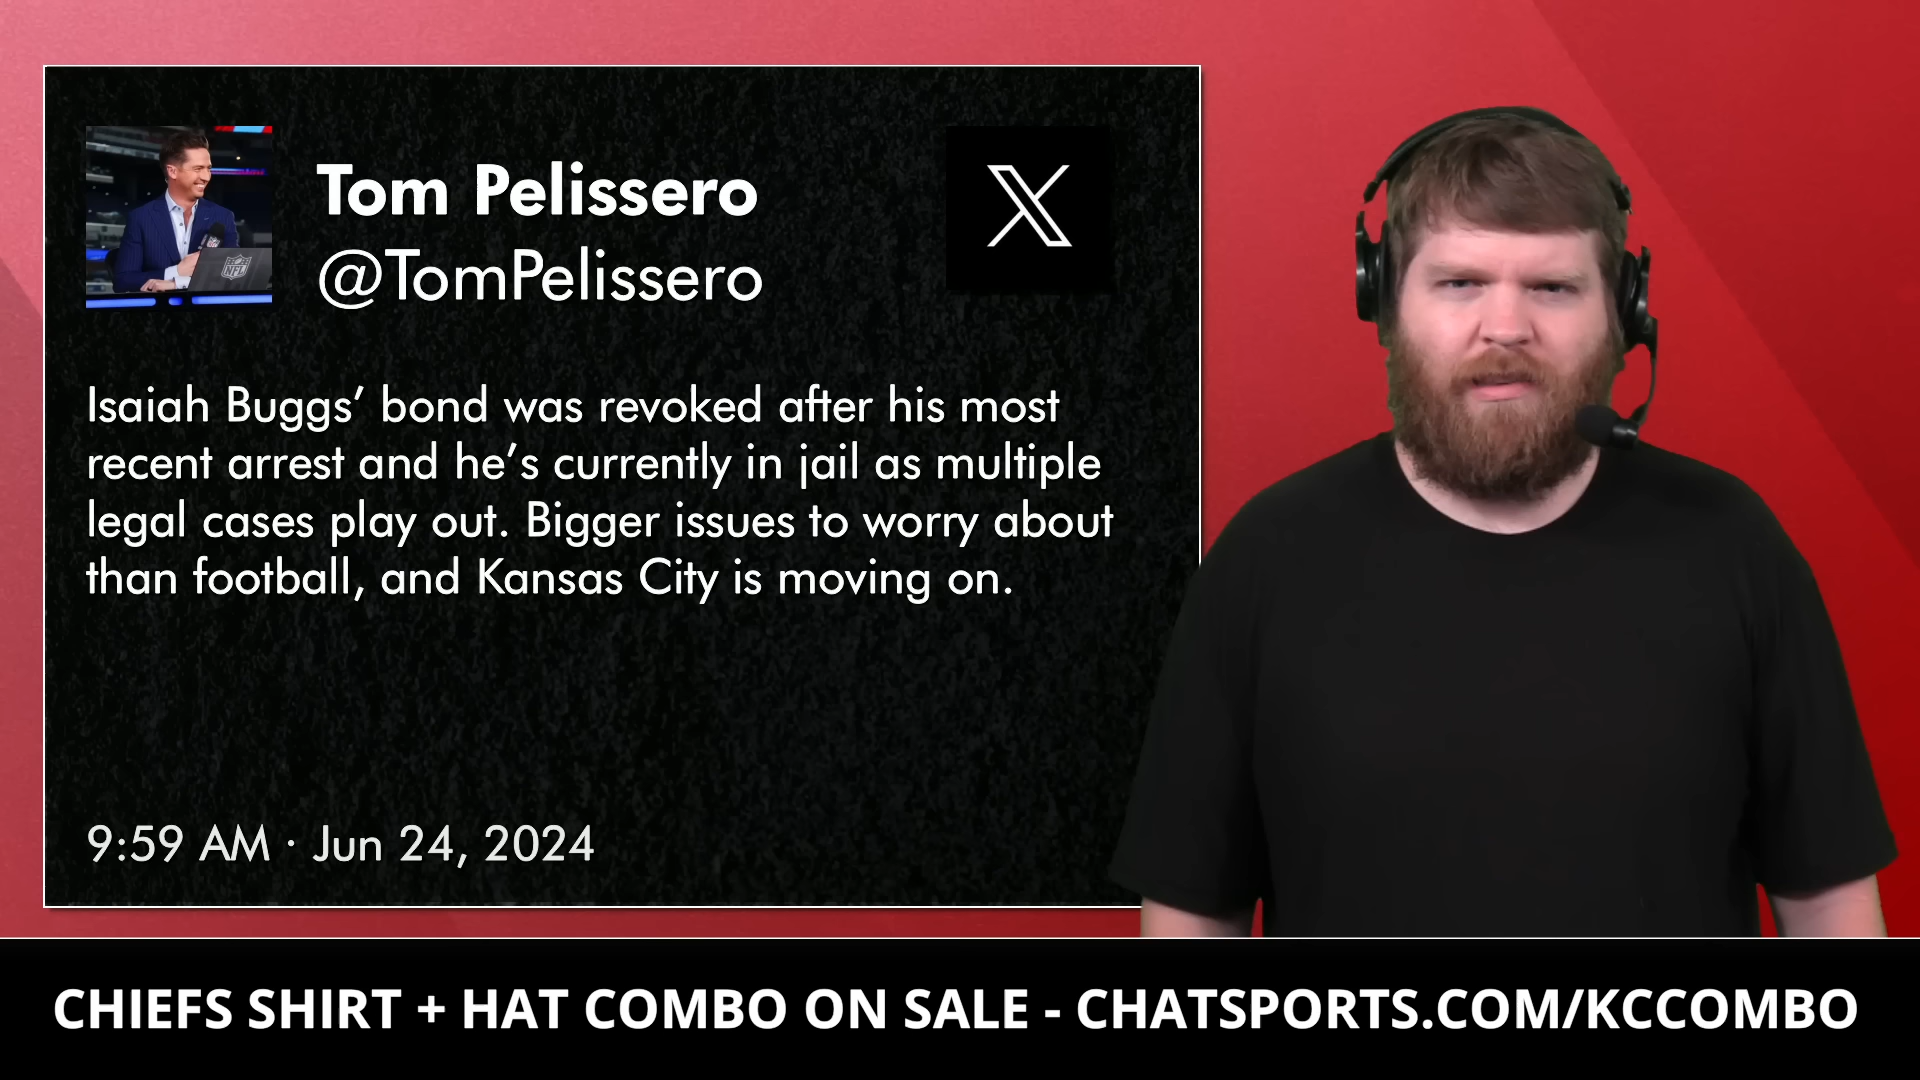 Tom Pelissero
@TomPelissero
Isaiah Buggs’ bond was revoked after his most
recent arrest and he’s currently in jail as multiple
legal cases play out. Bigger issues to worry about
than football, and Kansas City is moving on.
9:59 AM · Jun 24, 2024
CHIEFS SHIRT + HAT COMBO ON SALE - CHATSPORTS.COM/KCCOMBO